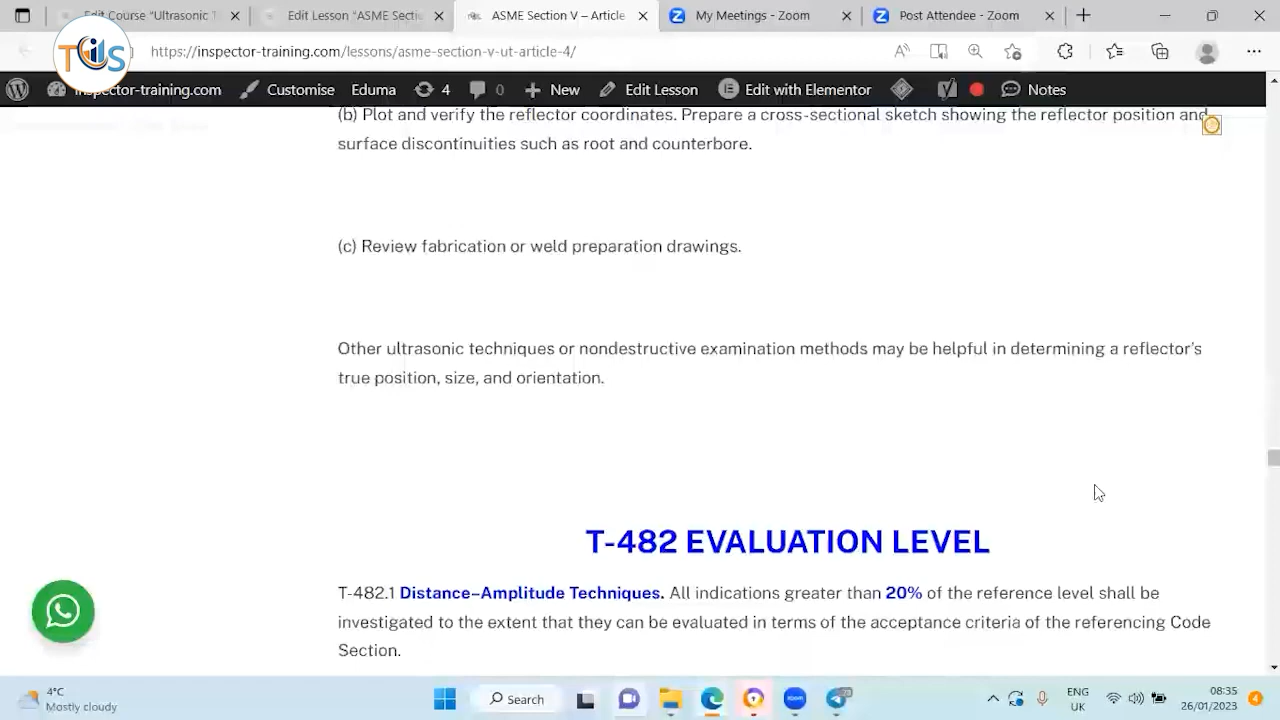 Edit Course "Ultrasonic T
Edit Lesson "ASME Sectio
ASME Section V – Article
My Meetings - Zoom
Post Attendee - Zoom
TIS
https://inspector-training.com/lessons/asme-section-v-ut-article-4/
inspector-training.com
Customise
Eduma
4
0
New
Edit Lesson
Edit with Elementor
Notes
(b) Plot and verify the reflector coordinates. Prepare a cross-sectional sketch showing the reflector position and
surface discontinuities such as root and counterbore.
(c) Review fabrication or weld preparation drawings.
Other ultrasonic techniques or nondestructive examination methods may be helpful in determining a reflector's
true position, size, and orientation.
T-482 EVALUATION LEVEL
T-482.1 Distance–Amplitude Techniques. All indications greater than 20% of the reference level shall be
investigated to the extent that they can be evaluated in terms of the acceptance criteria of the referencing Code
Section.
4°C
Mostly cloudy
Search
zoom
ENG
UK
08:35
26/01/2023
4